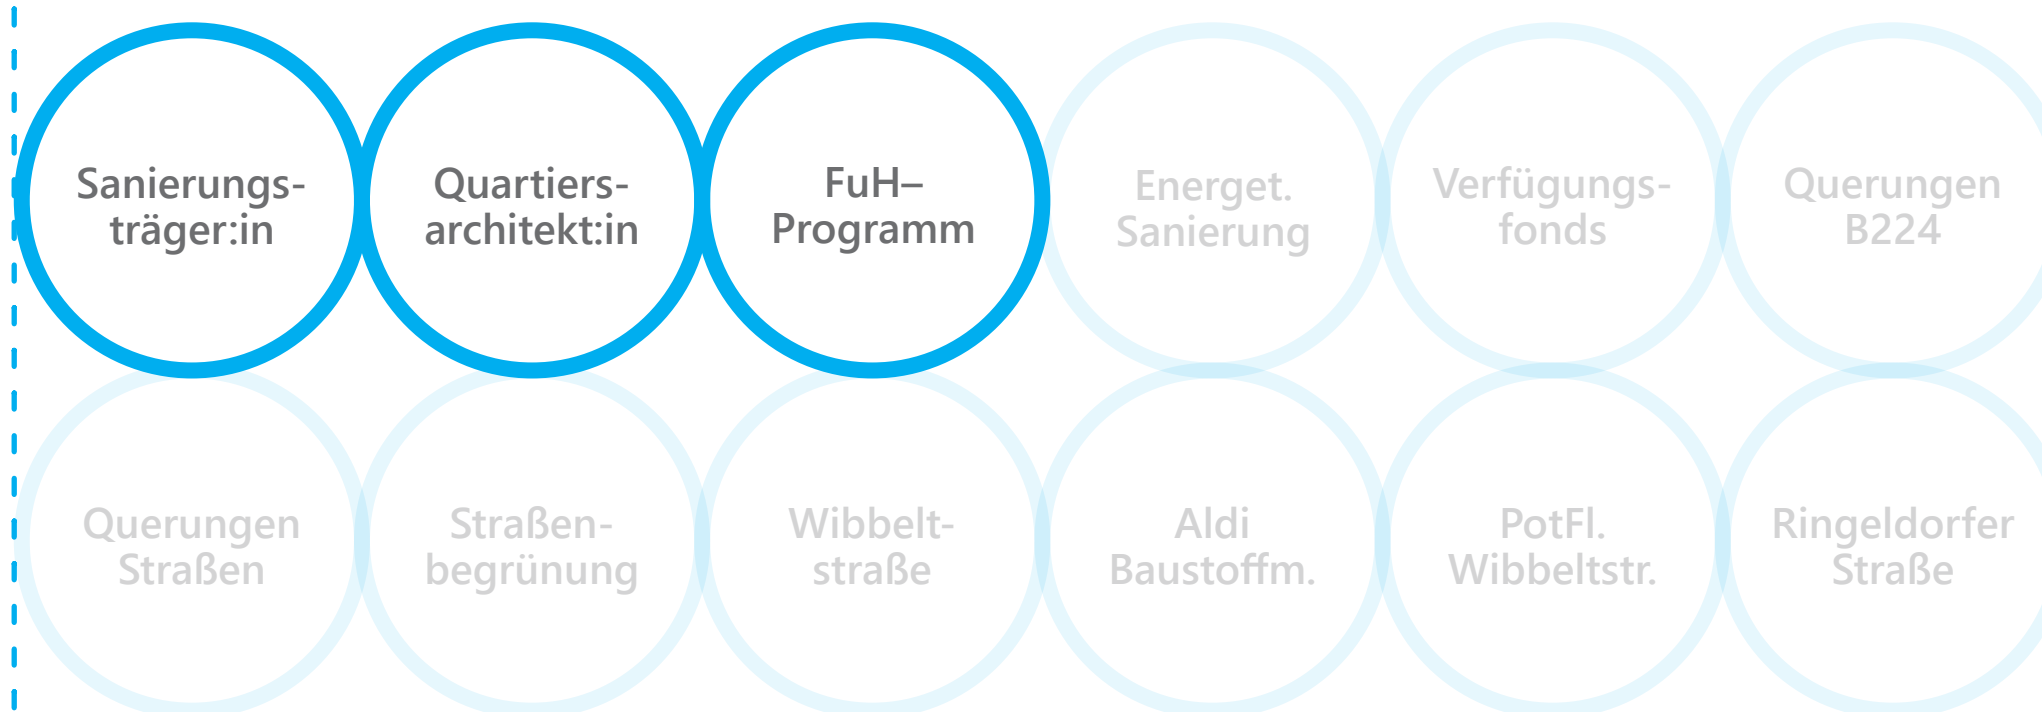 Sanierungs-
träger:in
Quartiers-
architekt:in
FuH–
Programm
Energet.
Sanierung
Verfügungs-
fonds
Querungen
B224
Querungen
Straßen
Straßen-
begrünung
Wibbelt-
straße
Aldi
Baustoffm.
PotFl.
Wibbeltstr.
Ringeldorfer
Straße